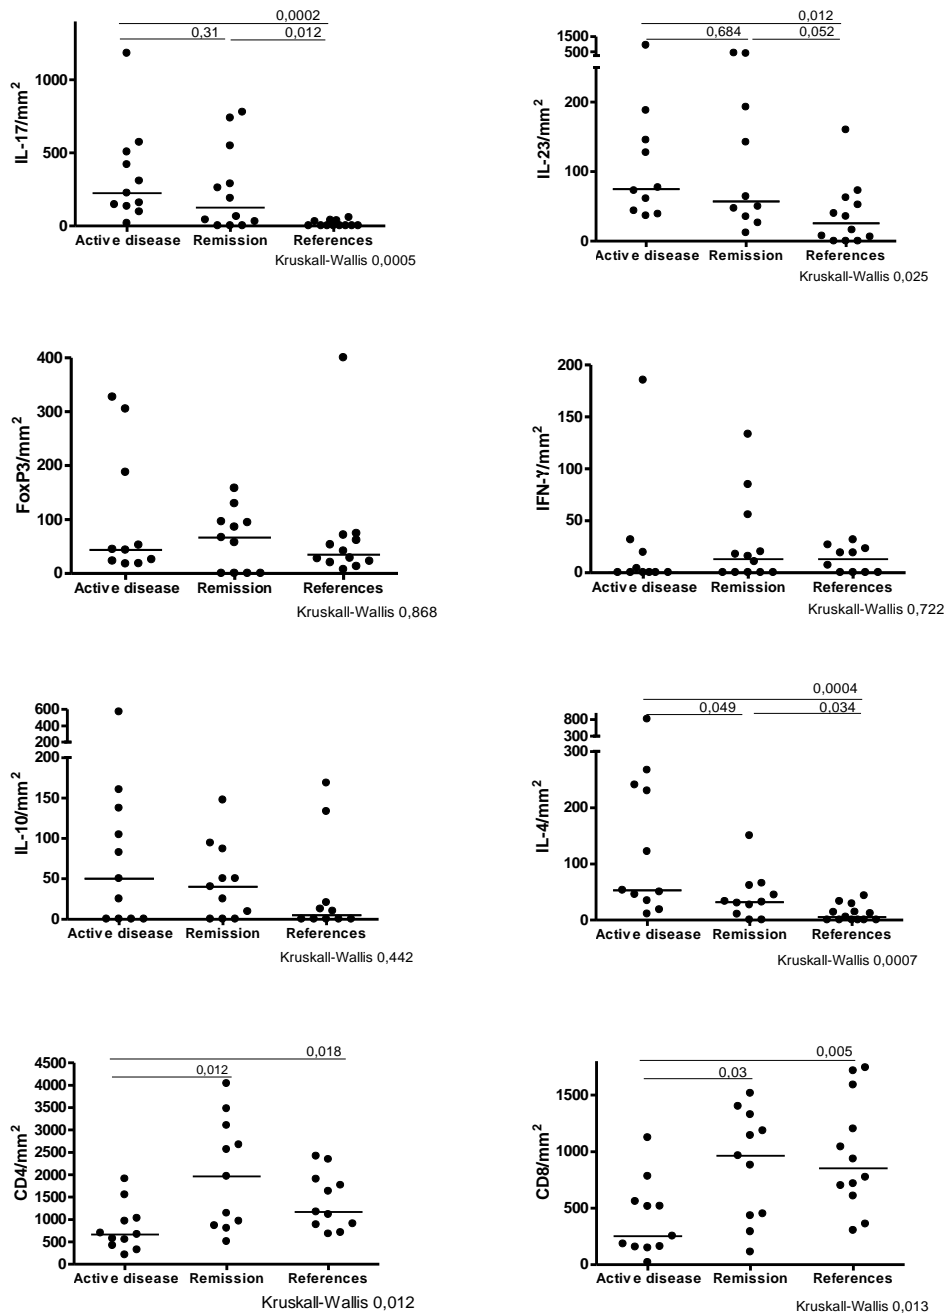 0,0002
0,31 0,012
IL-17/mm²
1000
500
0
Active disease Remission References
Kruskall-Wallis 0,0005
0,012
0,684 0,052
IL-23/mm²
1500
500
200
100
0
Active disease Remission References
Kruskall-Wallis 0,025
FoxP3/mm²
400
300
200
100
0
Active disease Remission References
Kruskall-Wallis 0,868
IFN-Y/mm²
200
150
100
50
0
Active disease Remission References
Kruskall-Wallis 0,722
IL-10/mm²
600
400
200
200
150
100
50
0
Active disease Remission References
Kruskall-Wallis 0,442
0,0004
0,049 0,034
IL-4/mm²
800
300
300
200
100
0
Active disease Remission References
Kruskall-Wallis 0,0007
0,018
0,012
CD4/mm²
4500
4000
3500
3000
2500
2000
1500
1000
500
0
Active disease Remission References
Kruskall-Wallis 0,012
0,005
0,03
CD8/mm²
1500
1000
500
0
Active disease Remission References
Kruskall-Wallis 0,013